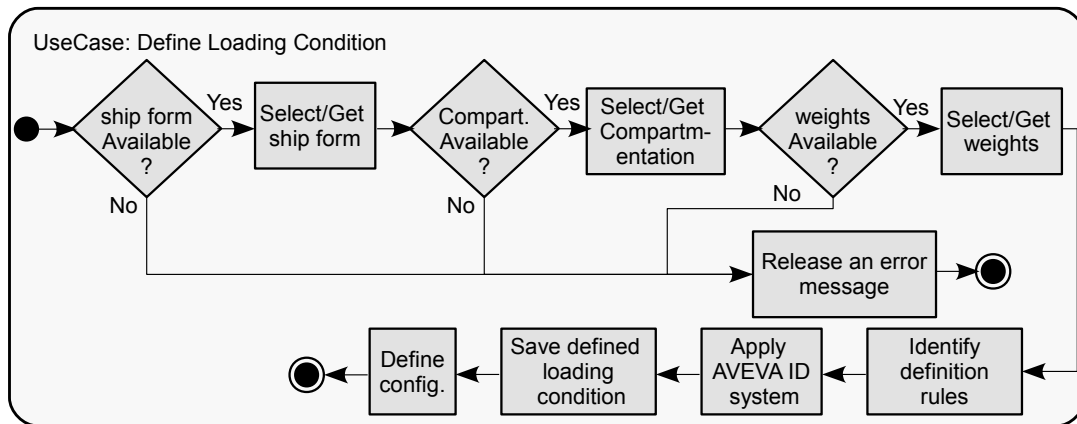 UseCase: Define Loading Condition
ship form
Available
?
Yes
No
Select/Get
ship form
Compart.
Available
?
Yes
No
Select/Get
Compartm-
entation
weights
Available
?
Yes
No
Select/Get
weights
Release an error
message
Define
config.
Save defined
loading
condition
Apply
AVEVA ID
system
Identify
definition
rules